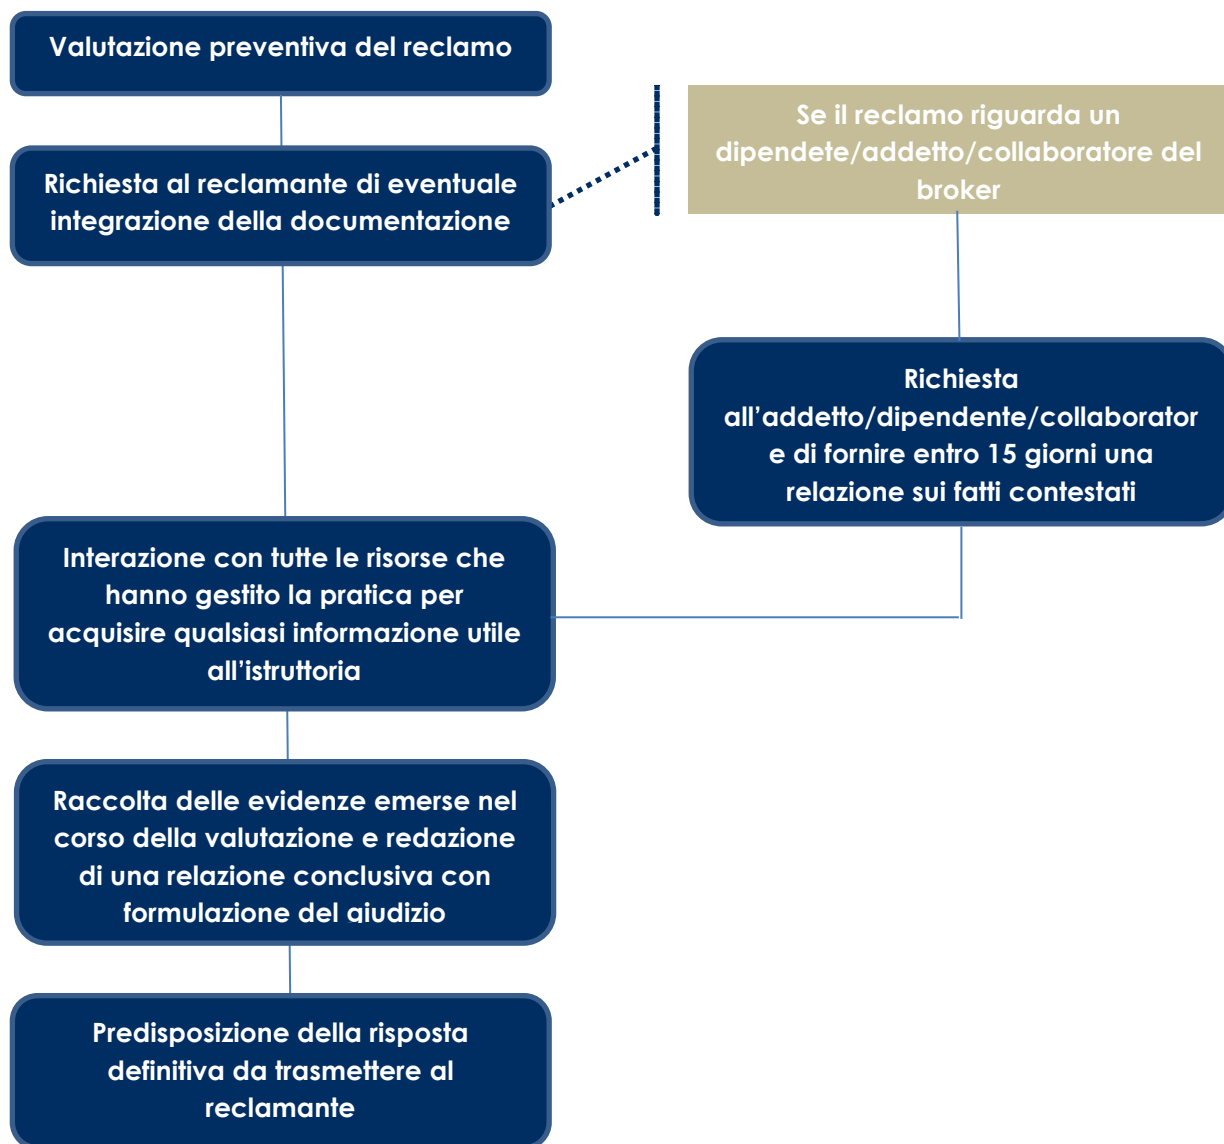 Valutazione preventiva del reclamo
Richiesta al reclamante di eventuale
integrazione della documentazione
Se il reclamo riguarda un
dipendete/addetto/collaboratore del
broker
Richiesta
all’addetto/dipendente/collaborator
e di fornire entro 15 giorni una
relazione sui fatti contestati
Interazione con tutte le risorse che
hanno gestito la pratica per
acquisire qualsiasi informazione utile
all’istruttoria
Raccolta delle evidenze emerse nel
corso della valutazione e redazione
di una relazione conclusiva con
formulazione del giudizio
Predisposizione della risposta
definitiva da trasmettere al
reclamante